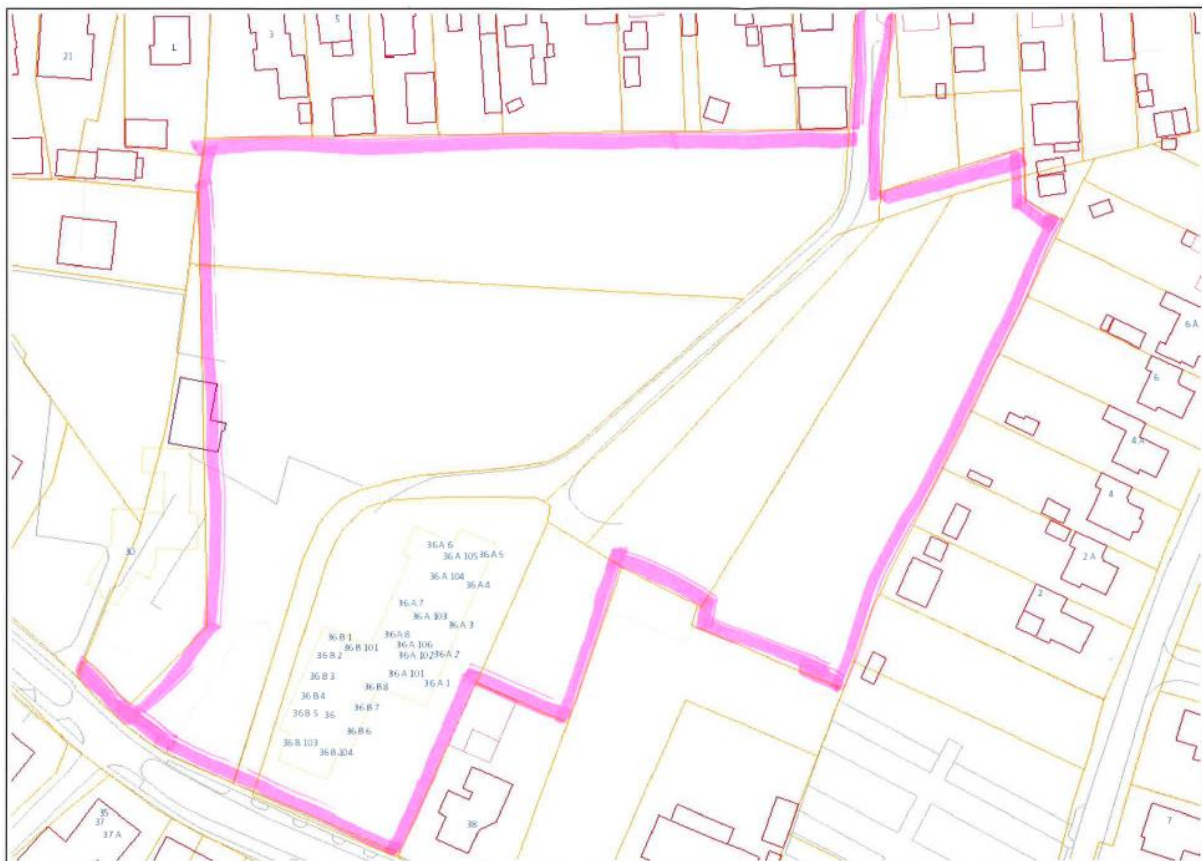 5
21
1
3
6 A
6
4 A
4
2 A
2
30
36 A 6
36 A 105
36 A 5
36 A 104
36 A 4
36 A 7
36 A 103
36 A 3
36 B 1
36 A 8
36 B 101
36 A 106
36 B 2
36 A 102
36 A 2
36 B 3
36 A 101
36 A 1
36 B 8
36 B 4
36 B 7
36 B 5
36
36 B 6
36 B 103
36 B 104
35
37
37 A
38
7